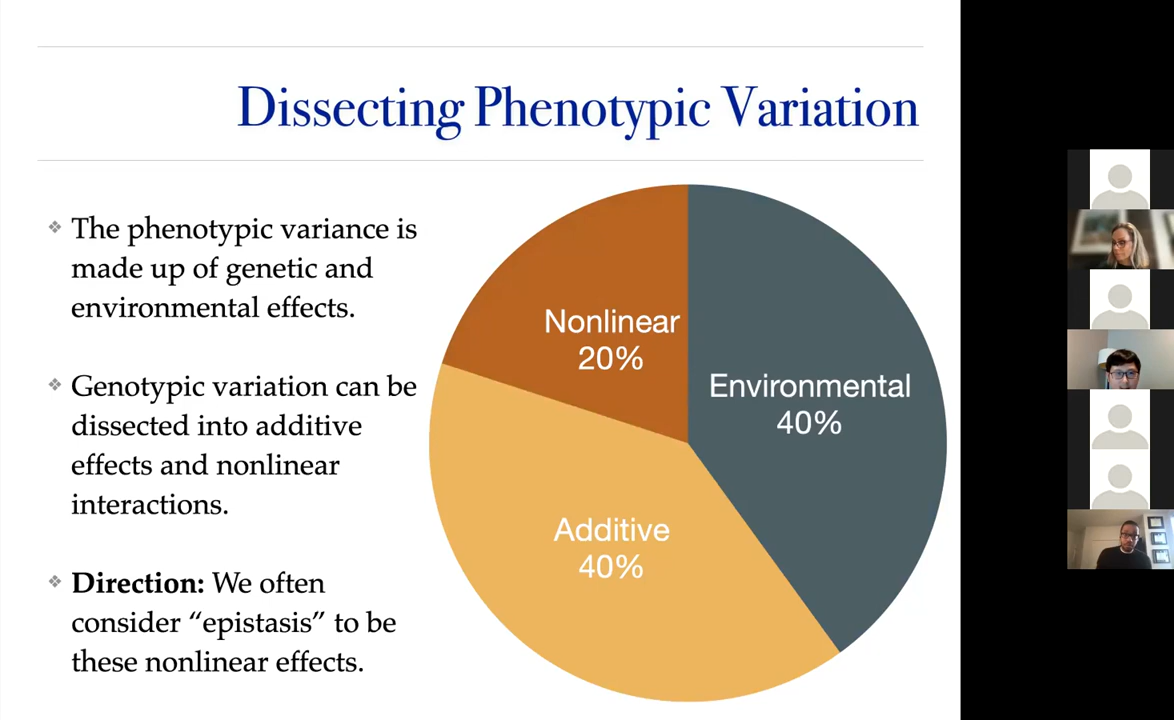 Dissecting Phenotypic Variation
❖ The phenotypic variance is
made up of genetic and
environmental effects.
❖ Genotypic variation can be
dissected into additive
effects and nonlinear
interactions.
❖ Direction: We often
consider “epistasis” to be
these nonlinear effects.
Nonlinear
20%
Environmental
40%
Additive
40%